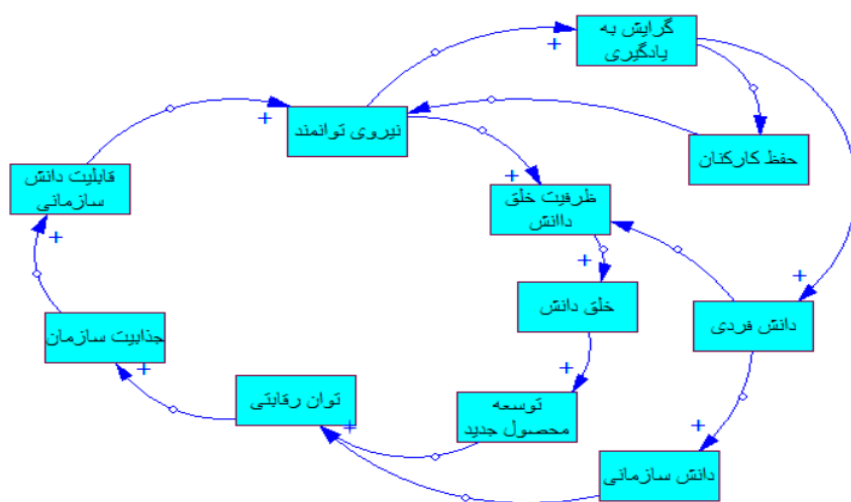 گرایش به
یادگیری
+
نیروی توانمند
+
حفظ کارکنان
+
قابلیت دانش
سازمانی
+
ظرفیت خلق
داانش
+
خلق دانش
+
دانش فردی
+
جذابیت سازمان
+
توان رقابتی
+
توسعه
محصول جدید
+
دانش سازمانی
+